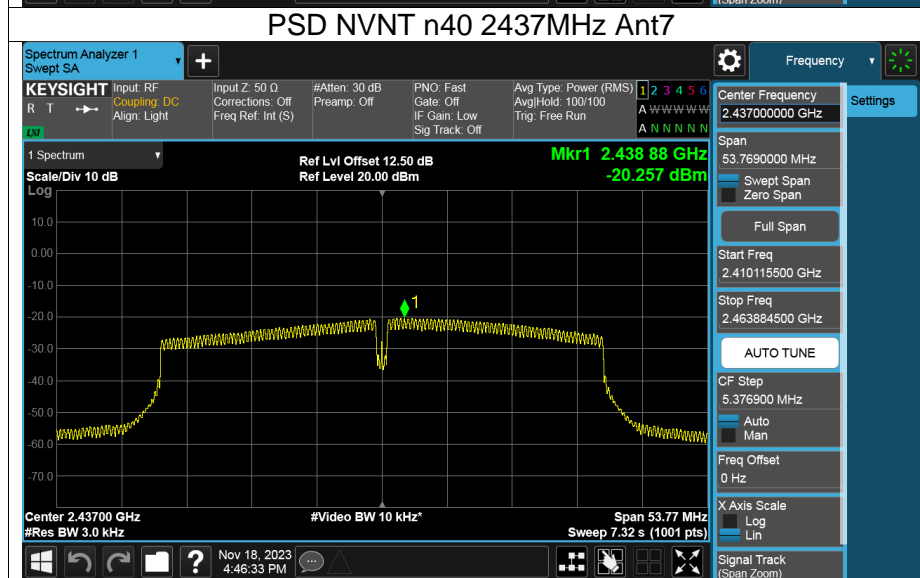 (Span Zoom)
PSD NVNT n40 2437MHz Ant7
Spectrum Analyzer 1
Swept SA
+
Frequency
KEYSIGHT
R T
LXI
Input: RF
Coupling: DC
Align: Light
Input Z: 50 Ω
Corrections: Off
Freq Ref: Int (S)
#Atten: 30 dB
Preamp: Off
PNO: Fast
Gate: Off
IF Gain: Low
Sig Track: Off
Avg Type: Power (RMS)
Avg|Hold: 100/100
Trig: Free Run
1 2 3 4 5 6
A W W W W W
A N N N N N
1 Spectrum
Scale/Div 10 dB
Log
Ref Lvl Offset 12.50 dB
Ref Level 20.00 dBm
Mkr1 2.438 88 GHz
-20.257 dBm
10.0
0.00
-10.0
-20.0
-30.0
-40.0
-50.0
-60.0
-70.0
1
Center 2.43700 GHz
#Res BW 3.0 kHz
#Video BW 10 kHz*
Span 53.77 MHz
Sweep 7.32 s (1001 pts)
Center Frequency
2.437000000 GHz
Settings
Span
53.7690000 MHz
Swept Span
Zero Span
Full Span
Start Freq
2.410115500 GHz
Stop Freq
2.463884500 GHz
AUTO TUNE
CF Step
5.376900 MHz
Auto
Man
Freq Offset
0 Hz
X Axis Scale
Log
Lin
Signal Track
(Span Zoom)
?
Nov 18, 2023
4:46:33 PM